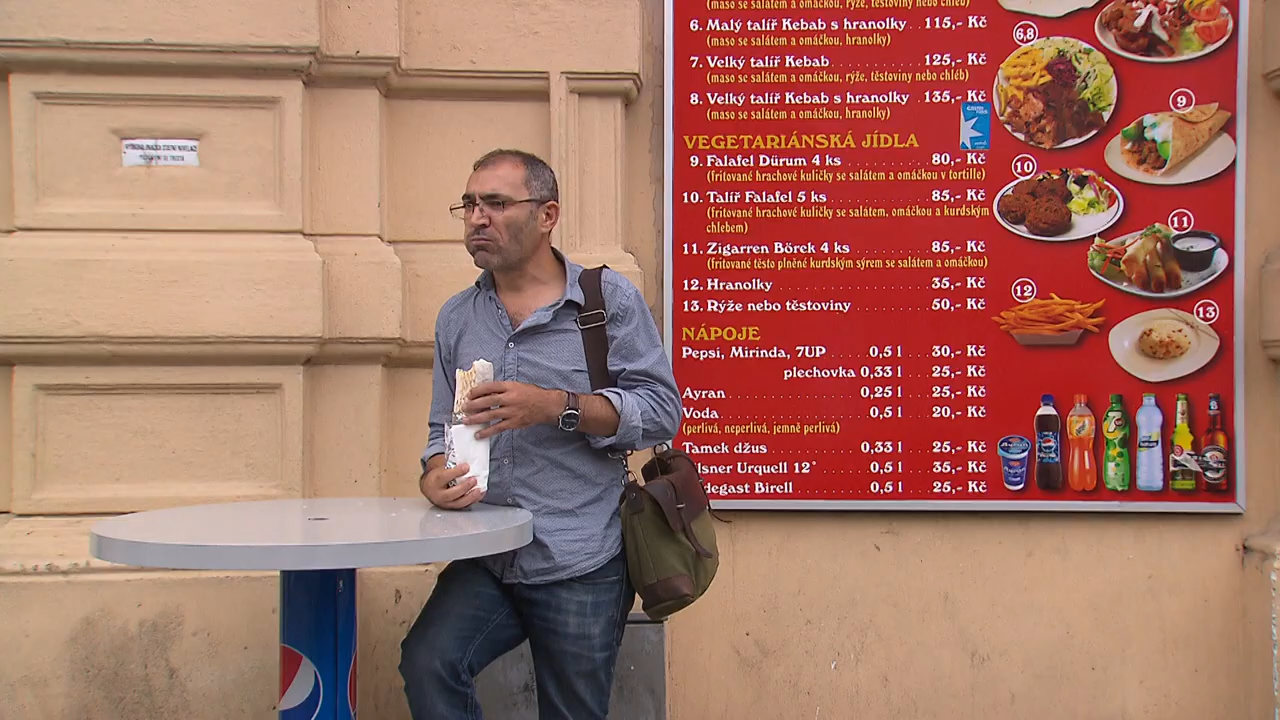 (maso se salátem a omáčkou, rýže, těstoviny nebo chléb)
6. Malý talíř Kebab s hranolky . . 115,- Kč
(maso se salátem a omáčkou, hranolky)
7. Velký talíř Kebab . . . . . . . . . . . 125,- Kč
(maso se salátem a omáčkou, rýže, těstoviny nebo chléb)
8. Velký talíř Kebab s hranolky . 135,- Kč
(maso se salátem a omáčkou, hranolky)
VEGETARIÁNSKÁ JÍDLA
9. Falafel Dürum 4 ks . . . . . . . . . . 80,- Kč
(fritované hrachové kuličky se salátem a omáčkou v tortille)
10. Talíř Falafel 5 ks . . . . . . . . . . . . 85,- Kč
(fritované hrachové kuličky se salátem, omáčkou a kurdským
chlebem)
11. Zigarren Börek 4 ks . . . . . . . . . 85,- Kč
(fritované těsto plněné kurdským sýrem se salátem a omáčkou)
12. Hranolky . . . . . . . . . . . . . . . . . . 35,- Kč
13. Rýže nebo těstoviny . . . . . . . . . 50,- Kč
NÁPOJE
Pepsi, Mirinda, 7UP . . . . . 0,5 l . . 30,- Kč
plechovka 0,33 l . . 25,- Kč
Ayran . . . . . . . . . . . . . . . . 0,25 l . . 25,- Kč
Voda . . . . . . . . . . . . . . . . . 0,5 l . . 20,- Kč
(perlivá, neperlivá, jemně perlivá)
Tamek džus . . . . . . . . . . . 0,33 l . . 25,- Kč
lsner Urquell 12° . . . . . . 0,5 l . . 35,- Kč
degast Birell . . . . . . . . . 0,5 l . . 25,- Kč
6,8
9
10
11
12
13